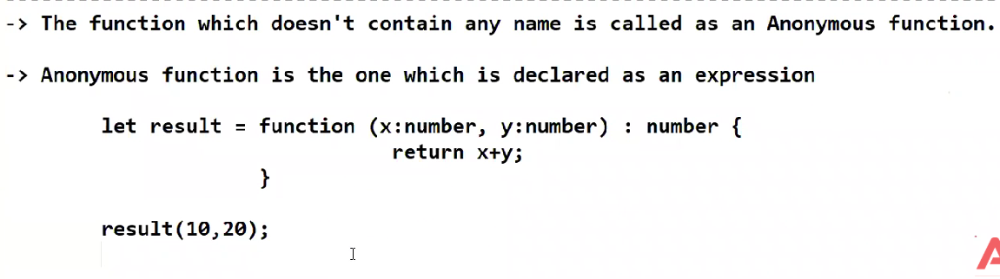 -> The function which doesn't contain any name is called as an Anonymous function.
-> Anonymous function is the one which is declared as an expression
let result = function (x:number, y:number) : number {
return x+y;
}
result(10,20);